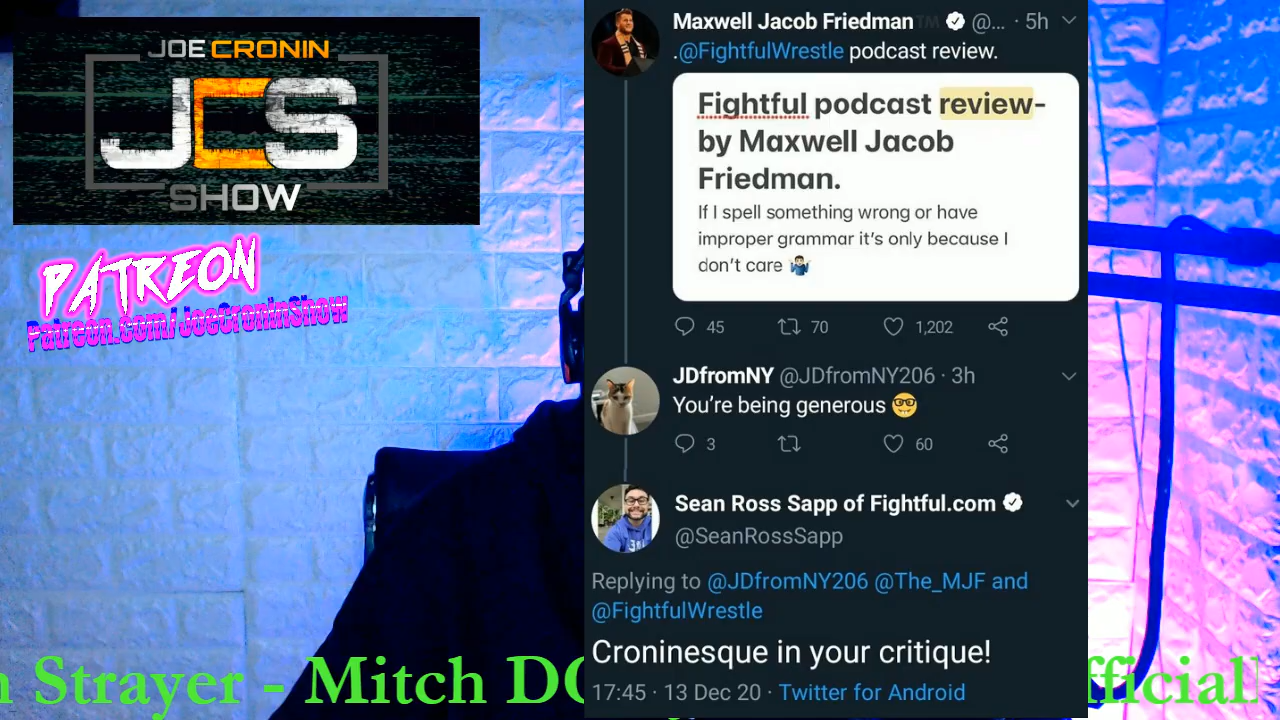 JOE CRONIN
JCS
SHOW
PATREON
Patreon.com/JoeCroninShow
Maxwell Jacob Friedman™ @... · 5h
.@FightfulWrestle podcast review.
Fightful podcast review-
by Maxwell Jacob
Friedman.
If I spell something wrong or have
improper grammar it's only because I
don't care 🤷🏻‍♂️
45 70 1,202
JDfromNY @JDfromNY206 · 3h
You're being generous 🤓
3 60
Sean Ross Sapp of Fightful.com
@SeanRossSapp
Replying to @JDfromNY206 @The_MJF and
@FightfulWrestle
Croninesque in your critique!
17:45 · 13 Dec 20 · Twitter for Android
Strayer - Mitch